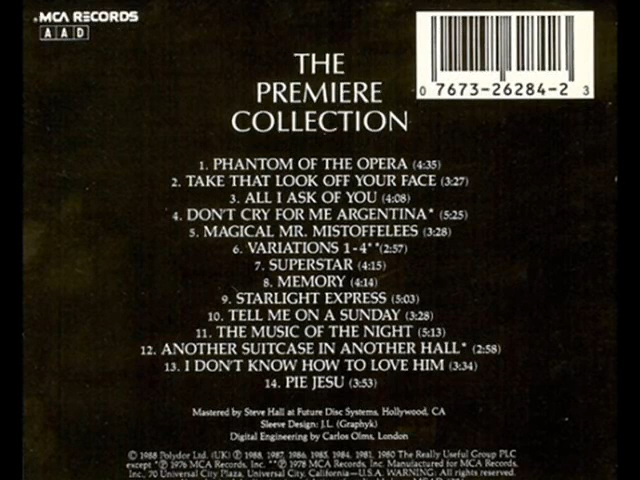 MCA RECORDS
A A D
0 7673-26284-2 3
THE
PREMIERE
COLLECTION
1. PHANTOM OF THE OPERA (4:35)
2. TAKE THAT LOOK OFF YOUR FACE (3:27)
3. ALL I ASK OF YOU (4:08)
4. DON'T CRY FOR ME ARGENTINA* (5:25)
5. MAGICAL MR. MISTOFFELEES (3:28)
6. VARIATIONS 1-4**(2:57)
7. SUPERSTAR (4:15)
8. MEMORY (4:14)
9. STARLIGHT EXPRESS (5:03)
10. TELL ME ON A SUNDAY (3:28)
11. THE MUSIC OF THE NIGHT (5:13)
12. ANOTHER SUITCASE IN ANOTHER HALL* (2:58)
13. I DON'T KNOW HOW TO LOVE HIM (3:34)
14. PIE JESU (3:53)
Mastered by Steve Hall at Future Disc Systems, Hollywood, CA
Sleeve Design: J.L. (Graphyk)
Digital Engineering by Carlos Olms, London
© 1988 Polydor Ltd. (UK) ℗ 1988, 1987, 1986, 1985, 1984, 1981, 1980 The Really Useful Group PLC
except *℗ 1976 MCA Records, Inc. **℗ 1978 MCA Records, Inc. Manufactured for MCA Records,
Inc., 70 Universal City Plaza, Universal City, California—U.S.A. WARNING: All rights reserved.